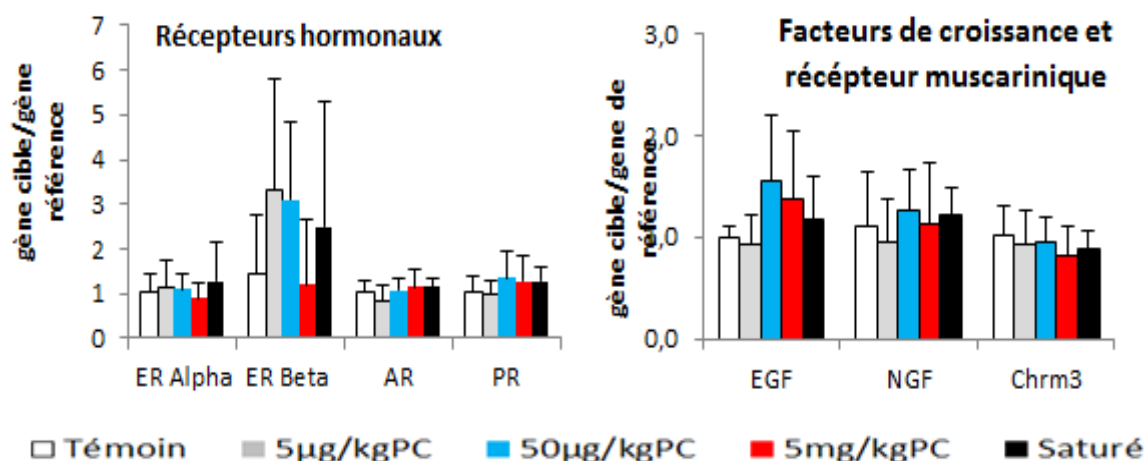 Récepteurs hormonaux
gène cible/gène
référence
7
6
5
4
3
2
1
0
ER Alpha ER Beta AR PR
Facteurs de croissance et
récépteur muscarinique
gène cible/gene de
référence
3,0
2,0
1,0
0,0
EGF NGF Chrm3
Témoin 5µg/kgPC 50µg/kgPC 5mg/kgPC Saturé